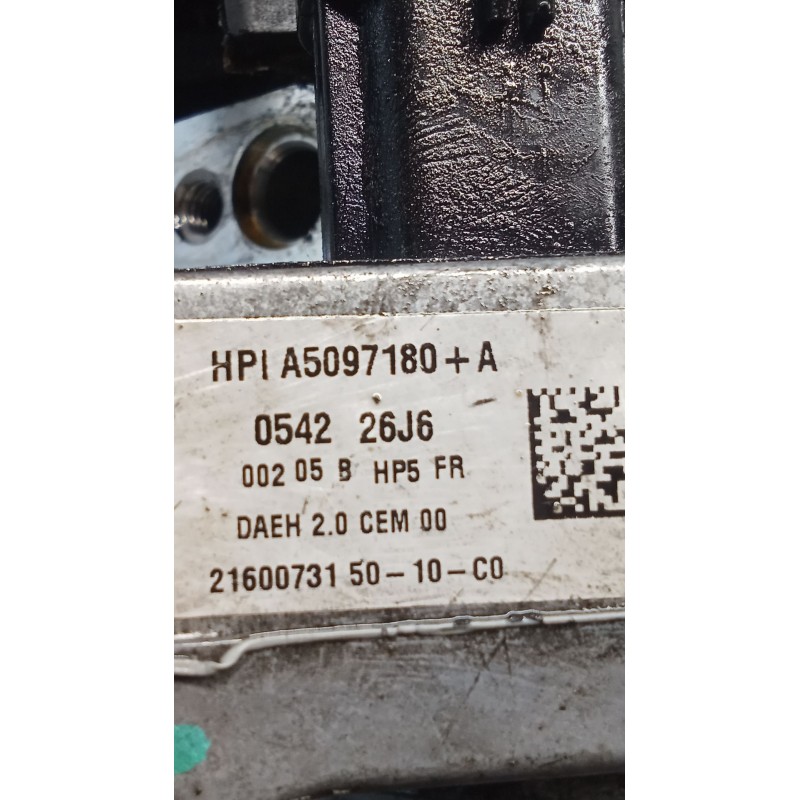 HPI A5097180+A
0542 26J6
002 05 B HP5 FR
DAEH 2.0 CEM 00
21600731 50-10-C0